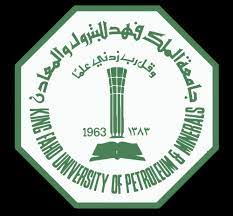 جامعة الملك فهد للبترول والمعادن
وقل رب زدني علما
1963 ١٣٨٣
KING FAHD UNIVERSITY OF PETROLEUM & MINERALS